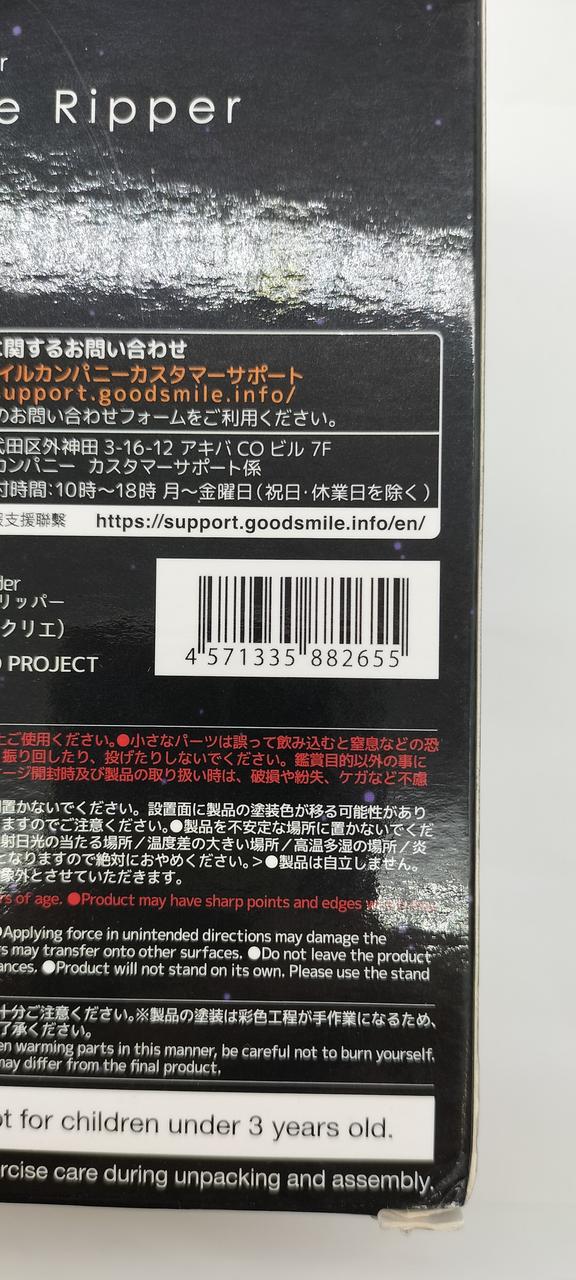 r
e Ripper
に関するお問い合わせ
イルカンパニーカスタマーサポート
support.goodsmile.info/
のお問い合わせフォームをご利用ください。
代田区外神田 3-16-12 アキバ CO ビル 7F
カンパニー カスタマーサポート係
付時間：10時～18時 月～金曜日（祝日・休業日を除く）
支援聯繫 https://support.goodsmile.info/en/
der
リッパー
クリエ）
PROJECT
4 571335 882655
ご使用ください。●小さなパーツは誤って飲み込むと窒息などの恐
振り回したり、投げたりしないでください。鑑賞目的以外の事に
ージ開封時及び製品の取り扱い時は、破損や紛失、ケガなど不慮
置かないでください。設置面に製品の塗装色が移る可能性があり
ますのでご注意ください。●製品を不安定な場所に置かないでくだ
射日光の当たる場所／温度差の大きい場所／高温多湿の場所／炎
となりますので絶対におやめください。＞●製品は自立しません。
象外とさせていただきます。
rs of age. ●Product may have sharp points and edges
●Applying force in unintended directions may damage the
s may transfer onto other surfaces. ●Do not leave the product
ances. ●Product will not stand on its own. Please use the stand
十分ご注意ください。※製品の塗装は彩色工程が手作業になるため、
了承ください。
en warming parts in this manner, be careful not to burn yourself.
may differ from the final product.
ot for children under 3 years old.
rcise care during unpacking and assembly.